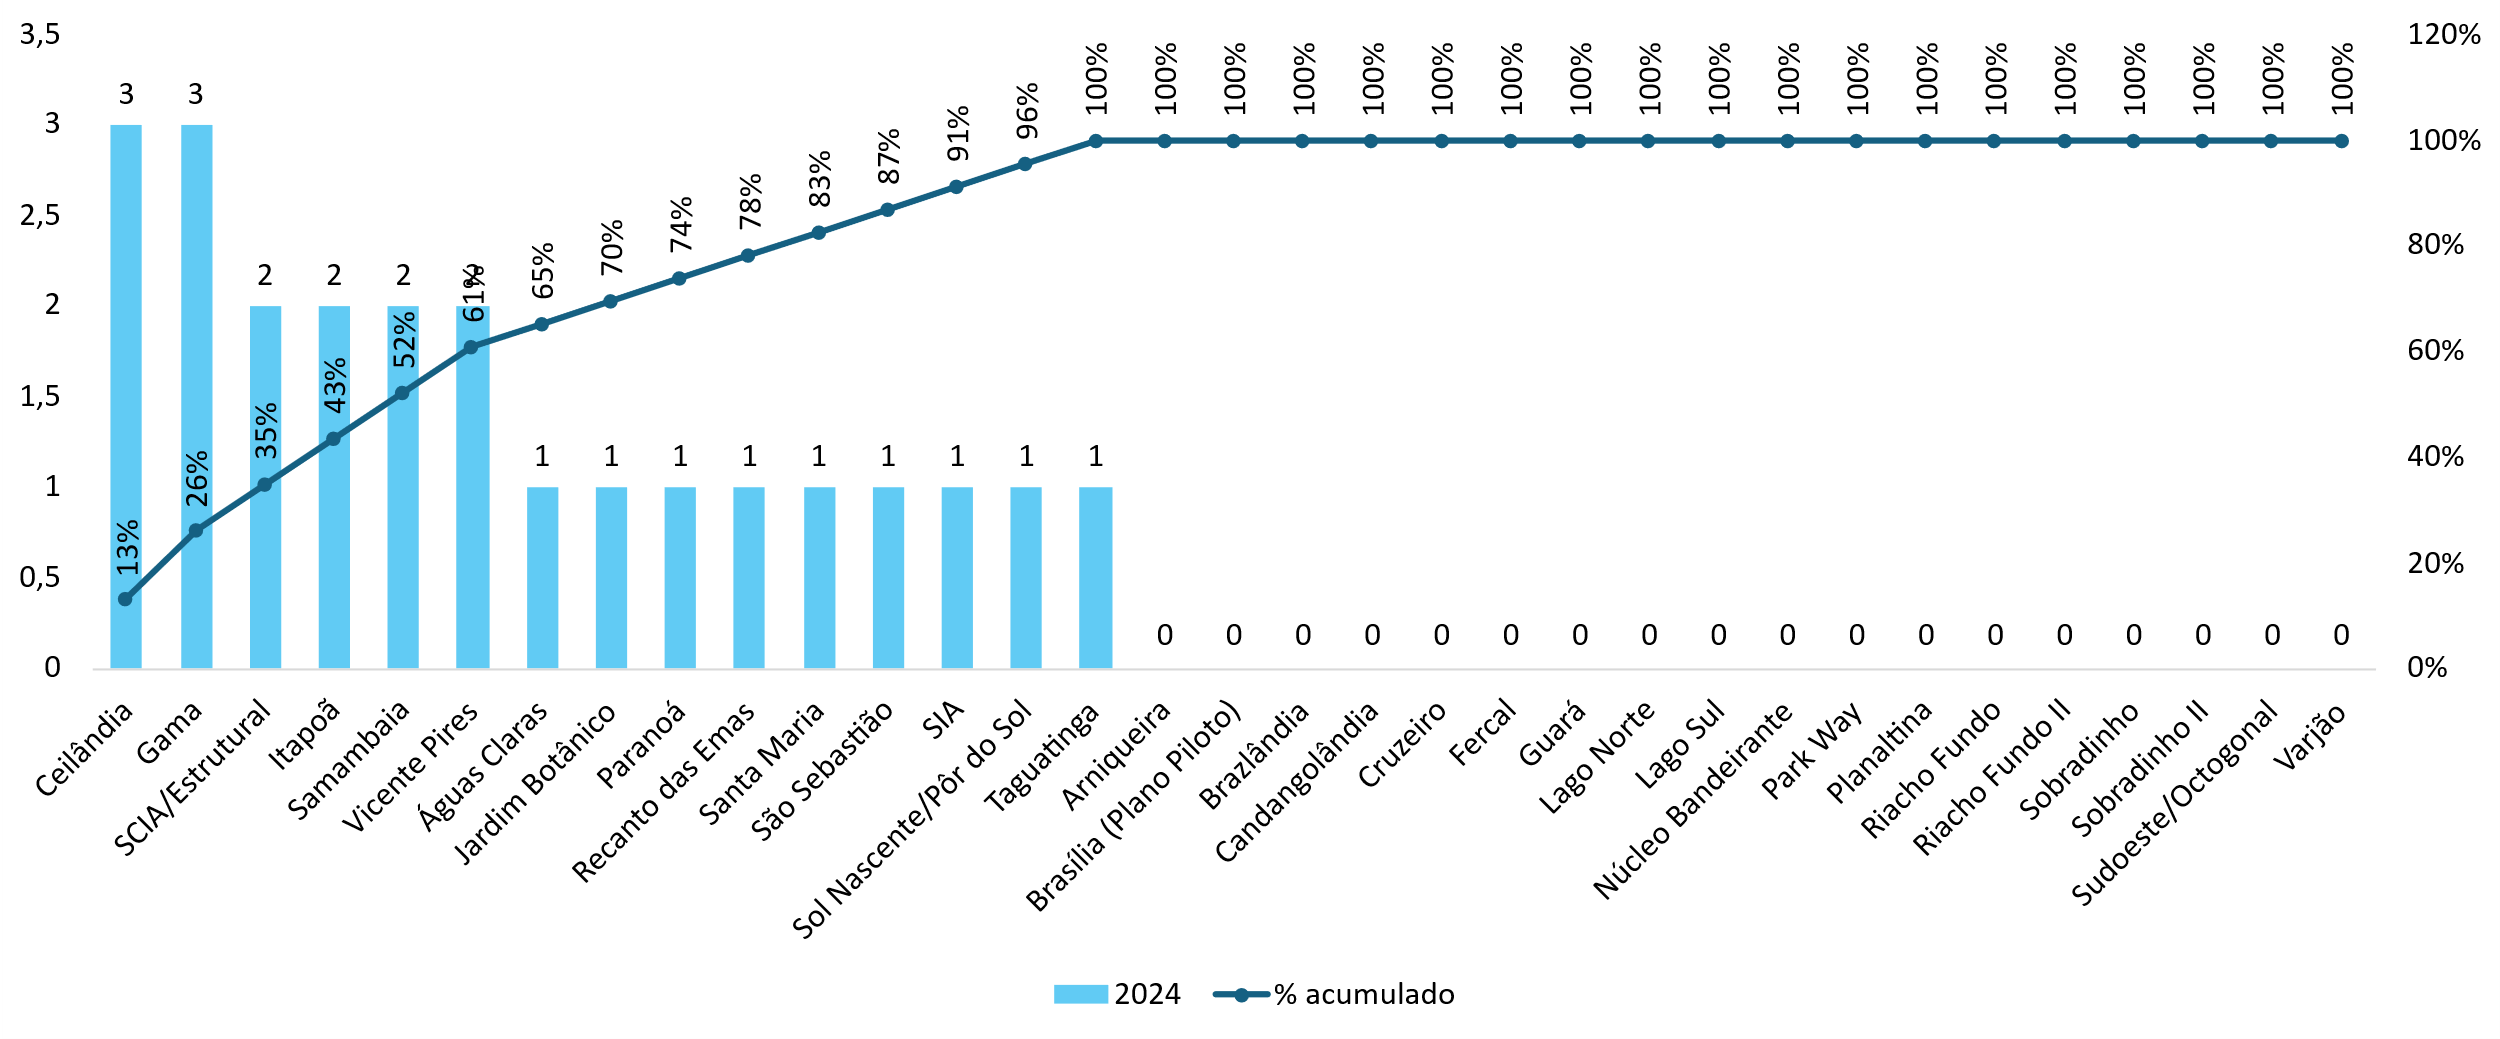 3,5
3
2,5
2
1,5
1
0,5
0
120%
100%
80%
60%
40%
20%
0%
3 3 2 2 2 2 1 1 1 1 1 1 1 1 1 0 0 0 0 0 0 0 0 0 0 0 0 0 0 0 0 0 0
13% 26% 35% 43% 52% 61% 65% 70% 74% 78% 83% 87% 91% 96% 100% 100% 100% 100% 100% 100% 100% 100% 100% 100% 100% 100% 100% 100% 100% 100% 100% 100% 100%
Ceilândia
Gama
SCIA/Estrutural
Itapoã
Samambaia
Vicente Pires
Águas Claras
Jardim Botânico
Paranoá
Recanto das Emas
Santa Maria
São Sebastião
SIA
Sol Nascente/Pôr do Sol
Taguatinga
Arniqueira
Brasília (Plano Piloto)
Brazlândia
Candangolândia
Cruzeiro
Fercal
Guará
Lago Norte
Lago Sul
Núcleo Bandeirante
Park Way
Planaltina
Riacho Fundo
Riacho Fundo II
Sobradinho
Sobradinho II
Sudoeste/Octogonal
Varjão
2024
% acumulado